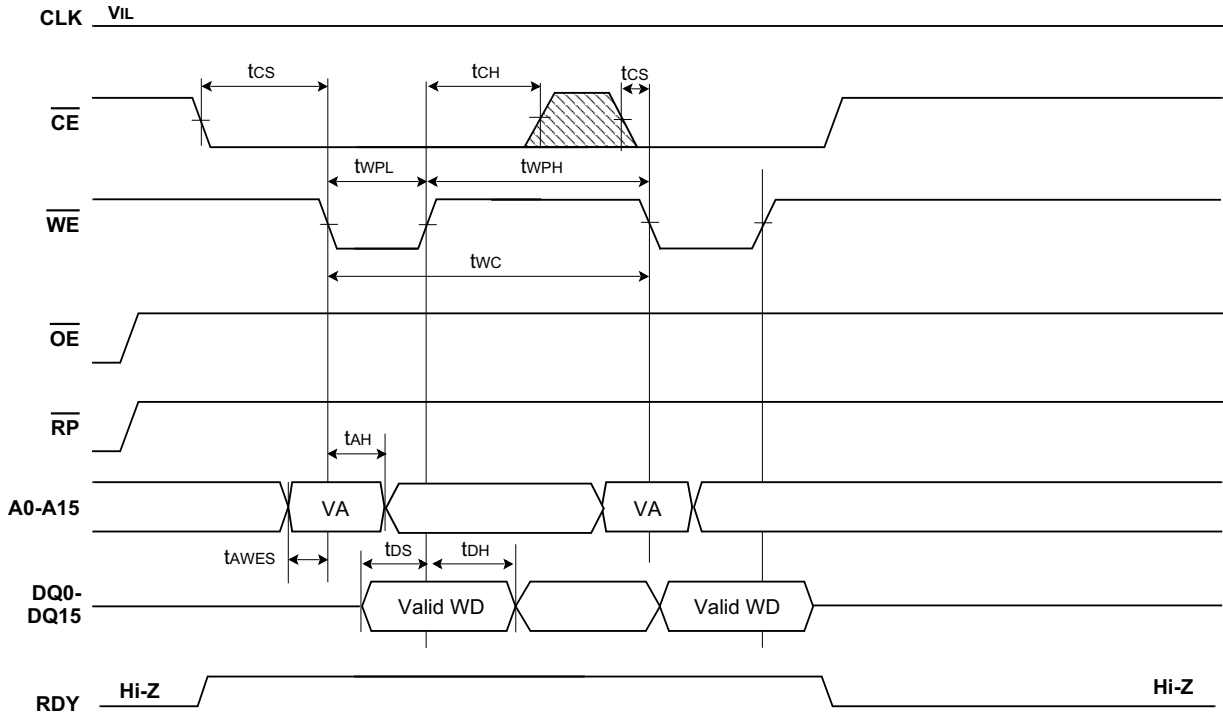 CLK VIL
tCS tCH tCS
CE
tWPL tWPH
WE
tWC
OE
RP
tAH
A0-A15 VA VA
tAWES tDS tDH
DQ0-
DQ15 Valid WD Valid WD
RDY Hi-Z Hi-Z